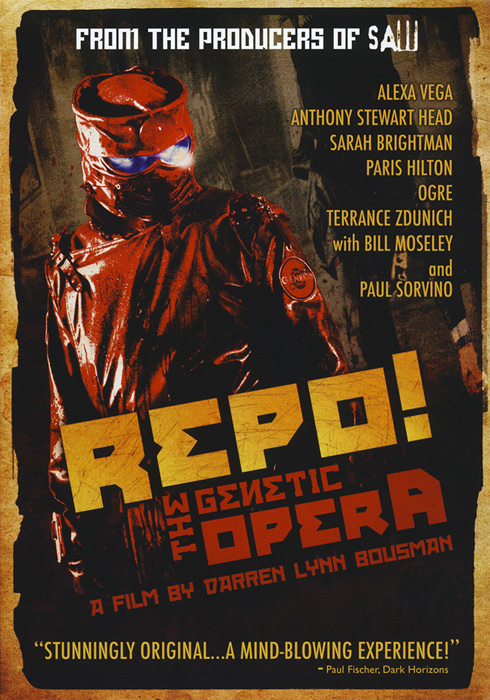 FROM THE PRODUCERS OF SAW
ALEXA VEGA
ANTHONY STEWART HEAD
SARAH BRIGHTMAN
PARIS HILTON
OGRE
TERRANCE ZDUNICH
with BILL MOSELEY
and
PAUL SORVINO
REPO!
THE GENETIC
OPERA
A FILM BY DARREN LYNN BOUSMAN
“STUNNINGLY ORIGINAL...A MIND-BLOWING EXPERIENCE!”
- Paul Fischer, Dark Horizons